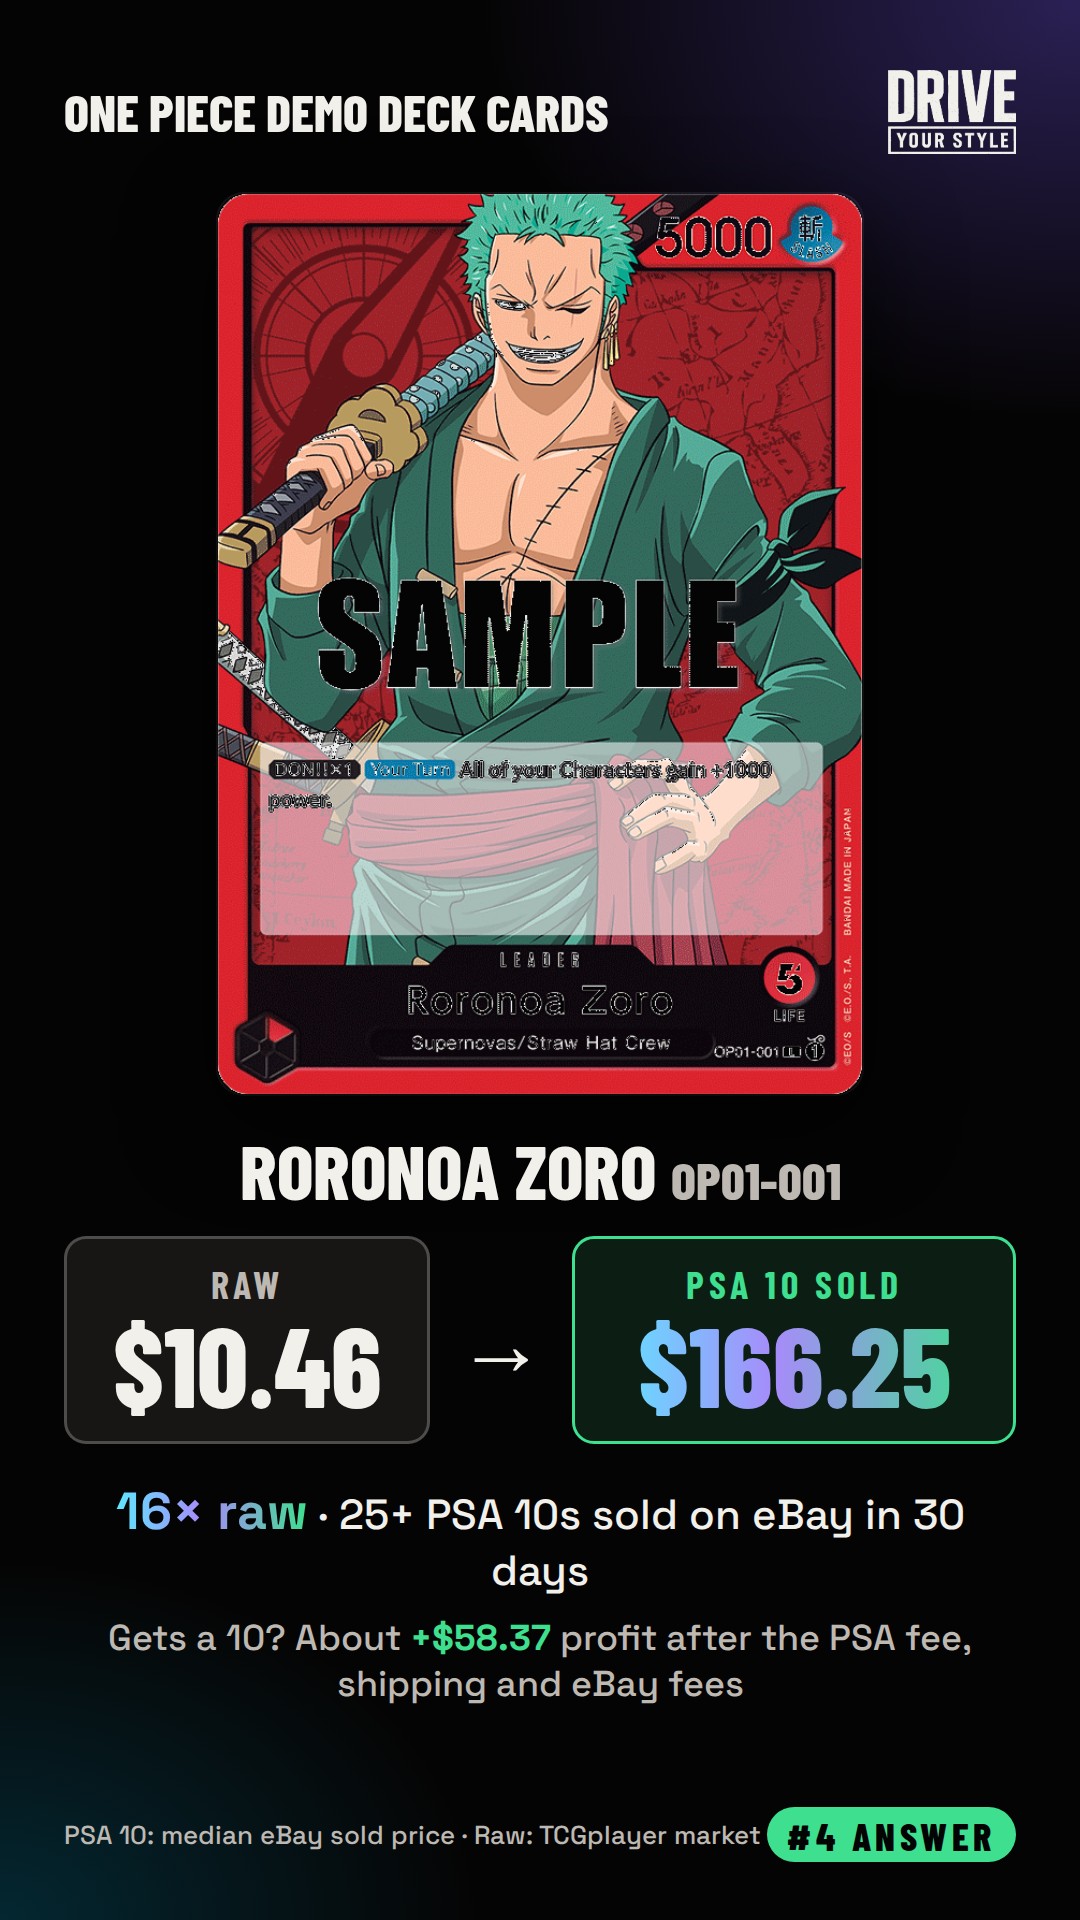 ONE PIECE DEMO DECK CARDS
DRIVE
YOUR STYLE
5000
斬
SLASH
SAMPLE
DON!!×1 Your Turn All of your Characters gain +1000
power.
LEADER
Roronoa Zoro
5
LIFE
Supernovas/Straw Hat Crew
OP01-001 L 1
©EO/S ©E.O./S., T.A. BANDAI MADE IN JAPAN
RORONOA ZORO OP01-001
RAW
$10.46
→
PSA 10 SOLD
$166.25
16× raw · 25+ PSA 10s sold on eBay in 30
days
Gets a 10? About +$58.37 profit after the PSA fee,
shipping and eBay fees
PSA 10: median eBay sold price · Raw: TCGplayer market
#4 ANSWER